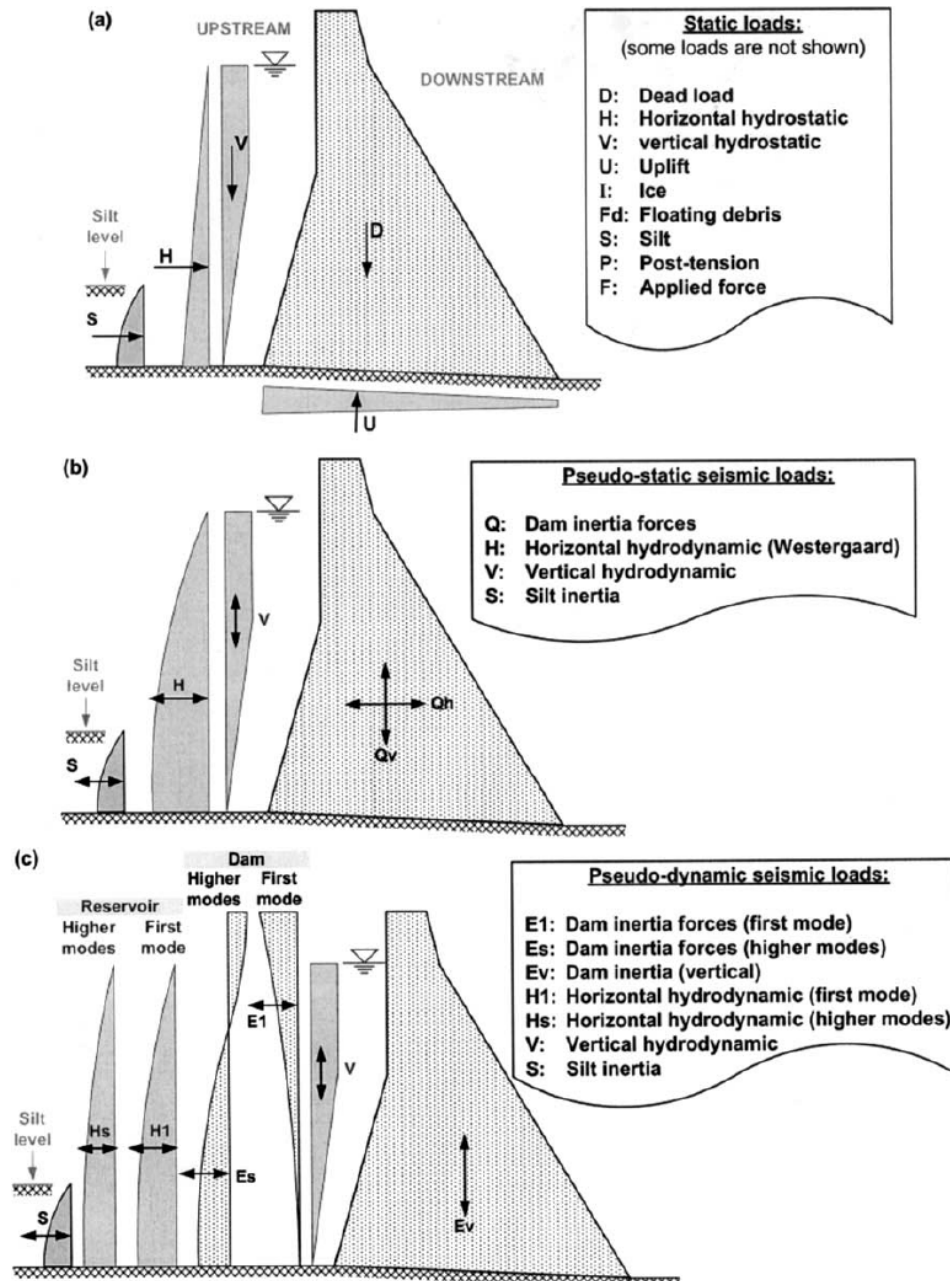 (a)
UPSTREAM
DOWNSTREAM
V
Silt
level
H
D
S
U
Static loads:
(some loads are not shown)
D: Dead load
H: Horizontal hydrostatic
V: vertical hydrostatic
U: Uplift
I: Ice
Fd: Floating debris
S: Silt
P: Post-tension
F: Applied force
(b)
V
Silt
level
H
Qh
S
Qv
Pseudo-static seismic loads:
Q: Dam inertia forces
H: Horizontal hydrodynamic (Westergaard)
V: Vertical hydrodynamic
S: Silt inertia
(c)
Dam
Higher
modes
First
mode
Reservoir
Higher
modes
First
mode
E1
V
Silt
level
Hs
H1
Es
S
Ev
Pseudo-dynamic seismic loads:
E1: Dam inertia forces (first mode)
Es: Dam inertia forces (higher modes)
Ev: Dam inertia (vertical)
H1: Horizontal hydrodynamic (first mode)
Hs: Horizontal hydrodynamic (higher modes)
V: Vertical hydrodynamic
S: Silt inertia